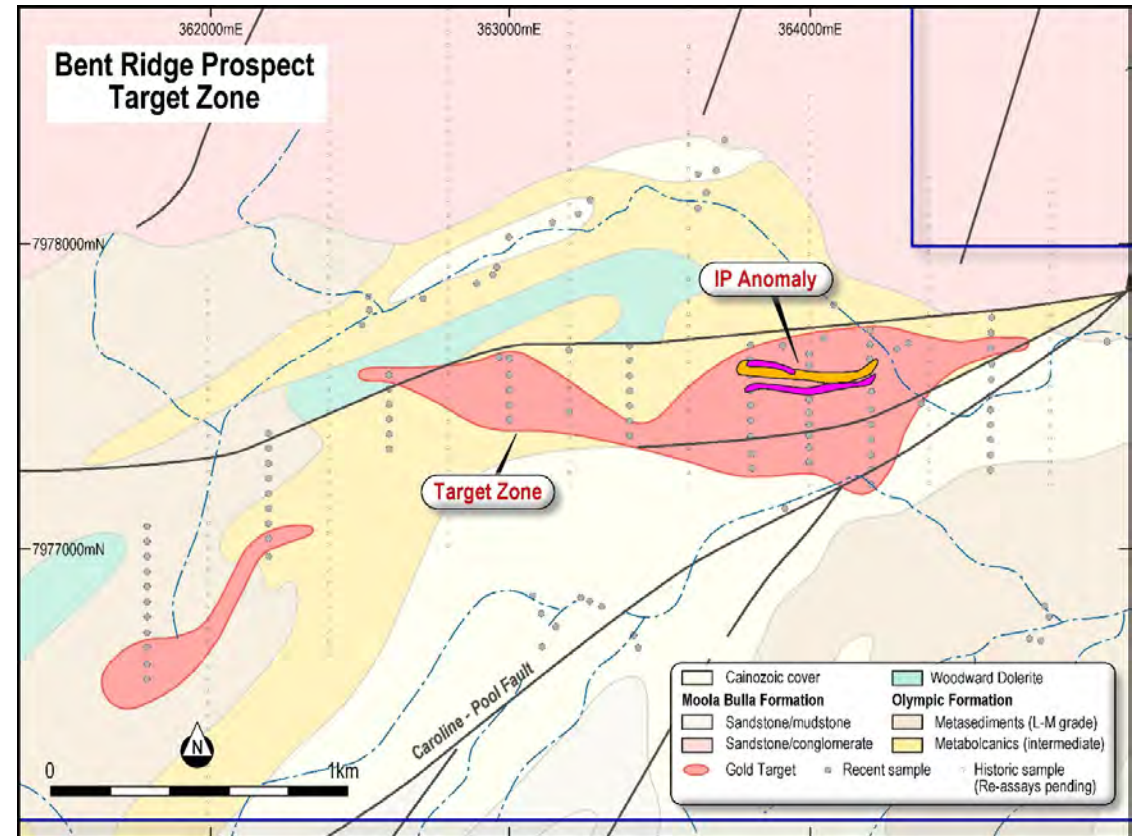 362000mE
363000mE
364000mE
Bent Ridge Prospect
Target Zone
7978000mN
IP Anomaly
Target Zone
7977000mN
Caroline - Pool Fault
N
0 1km
Cainozoic cover
Moola Bulla Formation
Sandstone/mudstone
Sandstone/conglomerate
Woodward Dolerite
Olympic Formation
Metasediments (L-M grade)
Metabolcanics (intermediate)
Gold Target
Recent sample
Historic sample
(Re-assays pending)